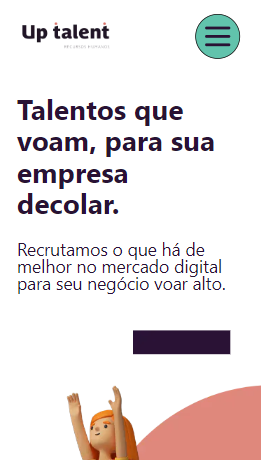 Up talent
RECURSOS HUMANOS
Talentos que
voam, para sua
empresa
decolar.
Recrutamos o que há de
melhor no mercado digital
para seu negócio voar alto.